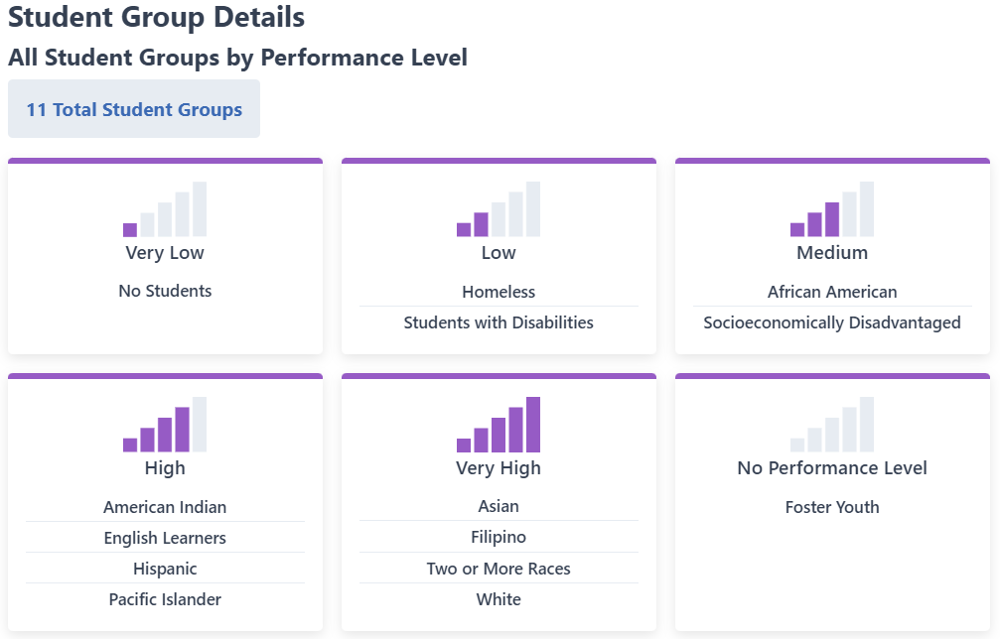 Student Group Details
All Student Groups by Performance Level
11 Total Student Groups
Very Low
No Students
Low
Homeless
Students with Disabilities
Medium
African American
Socioeconomically Disadvantaged
High
American Indian
English Learners
Hispanic
Pacific Islander
Very High
Asian
Filipino
Two or More Races
White
No Performance Level
Foster Youth